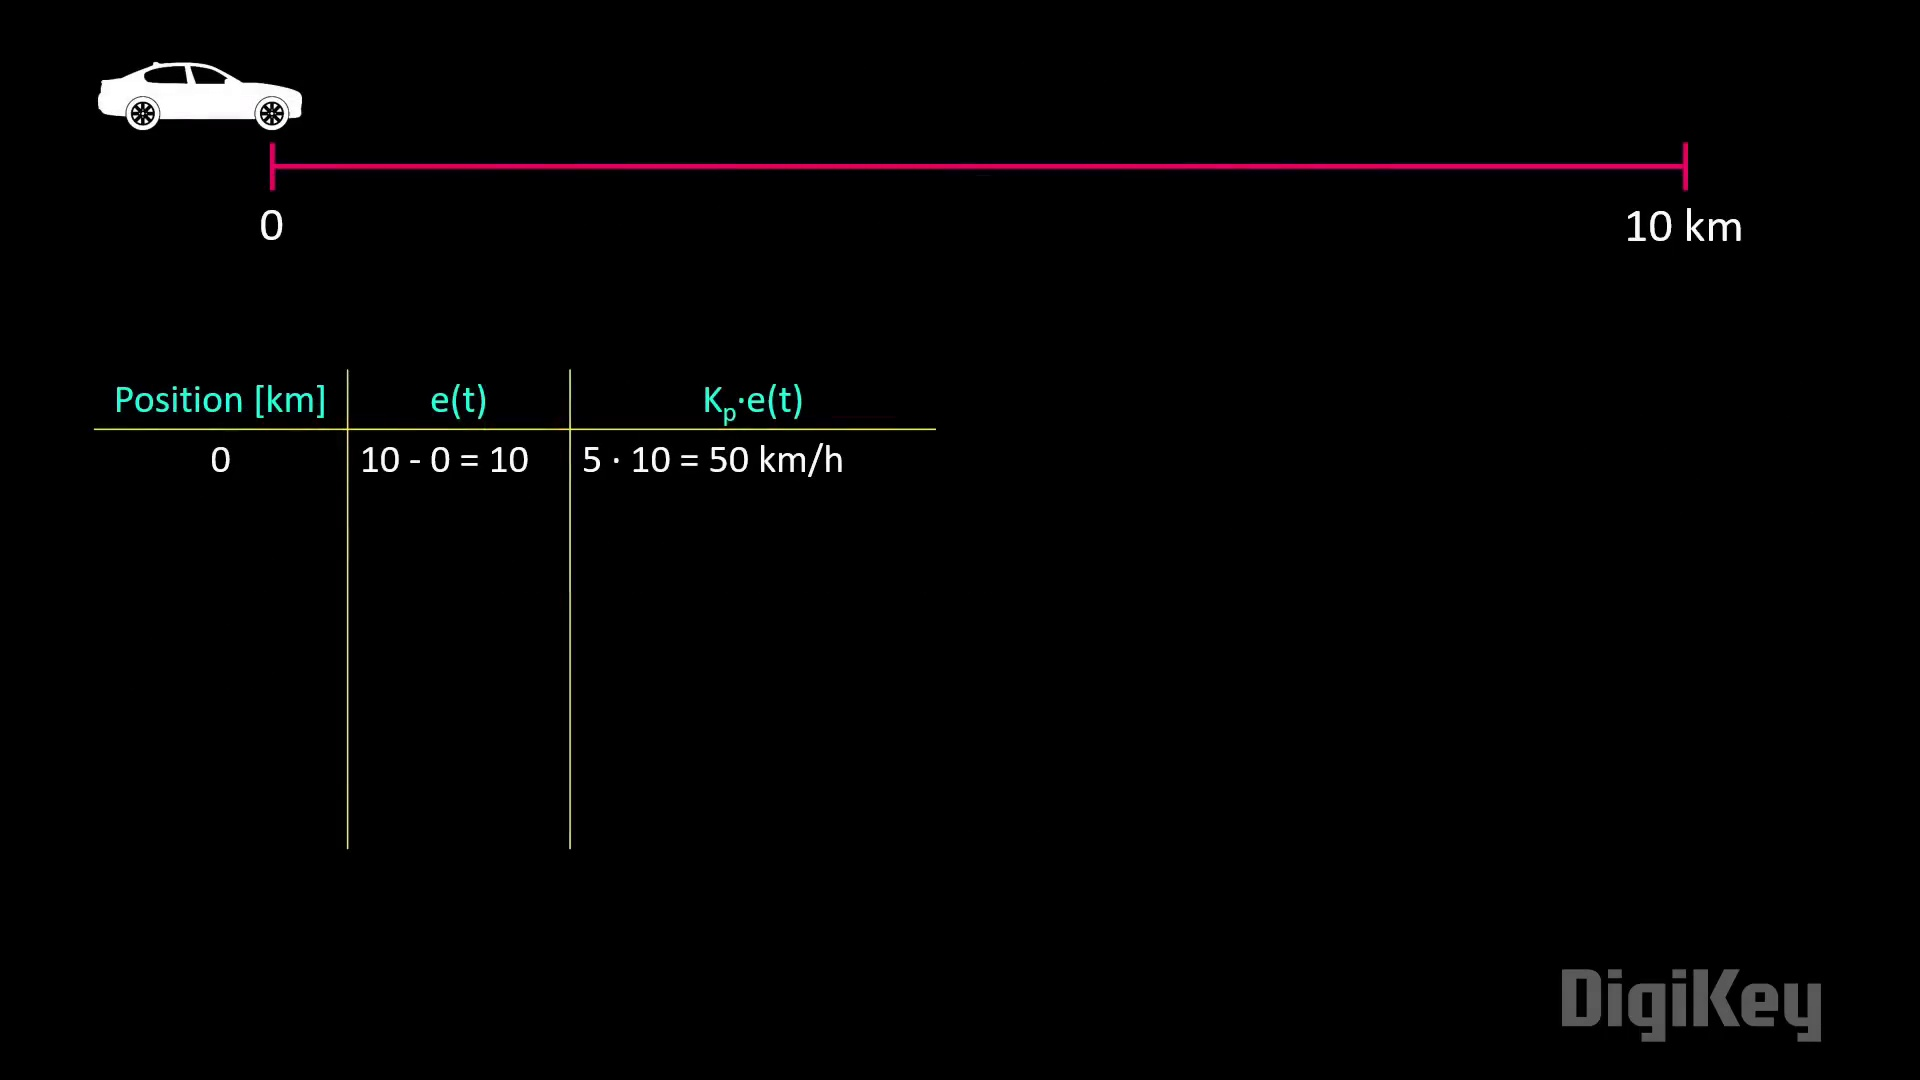 0
10 km
Position [km] e(t) Kp·e(t)
0 10 - 0 = 10 5 · 10 = 50 km/h
DigiKey